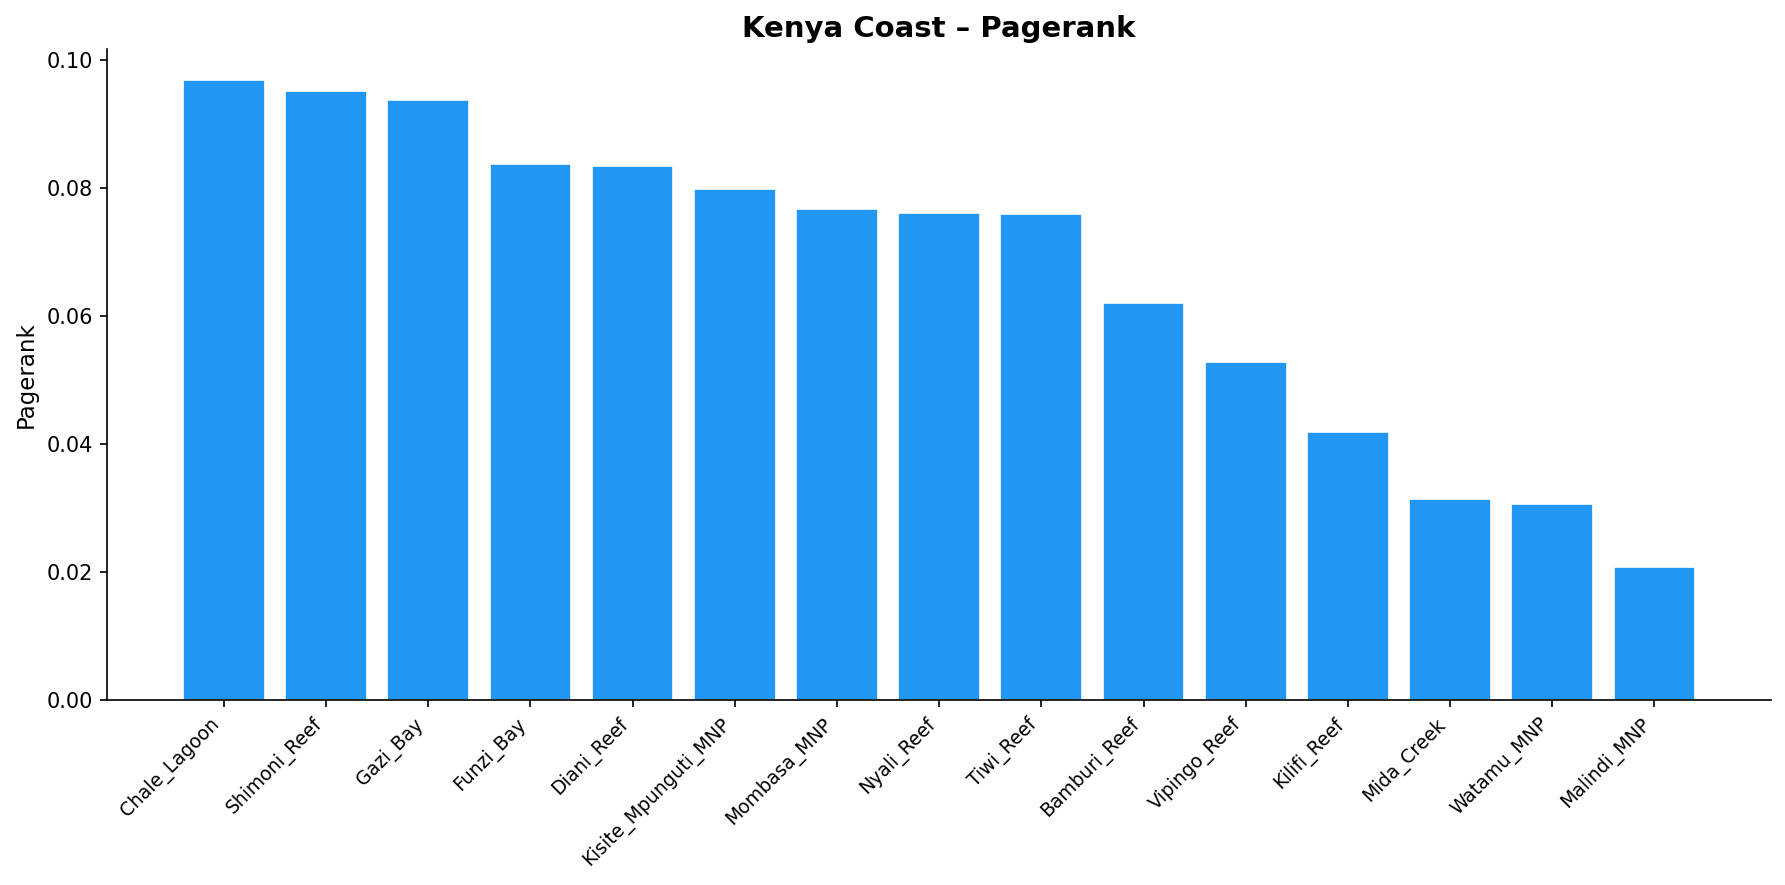 Kenya Coast – Pagerank
Pagerank
0.10
0.08
0.06
0.04
0.02
0.00
Chale_Lagoon
Shimoni_Reef
Gazi_Bay
Funzi_Bay
Diani_Reef
Kisite_Mpunguti_MNP
Mombasa_MNP
Nyali_Reef
Tiwi_Reef
Bamburi_Reef
Vipingo_Reef
Kilifi_Reef
Mida_Creek
Watamu_MNP
Malindi_MNP